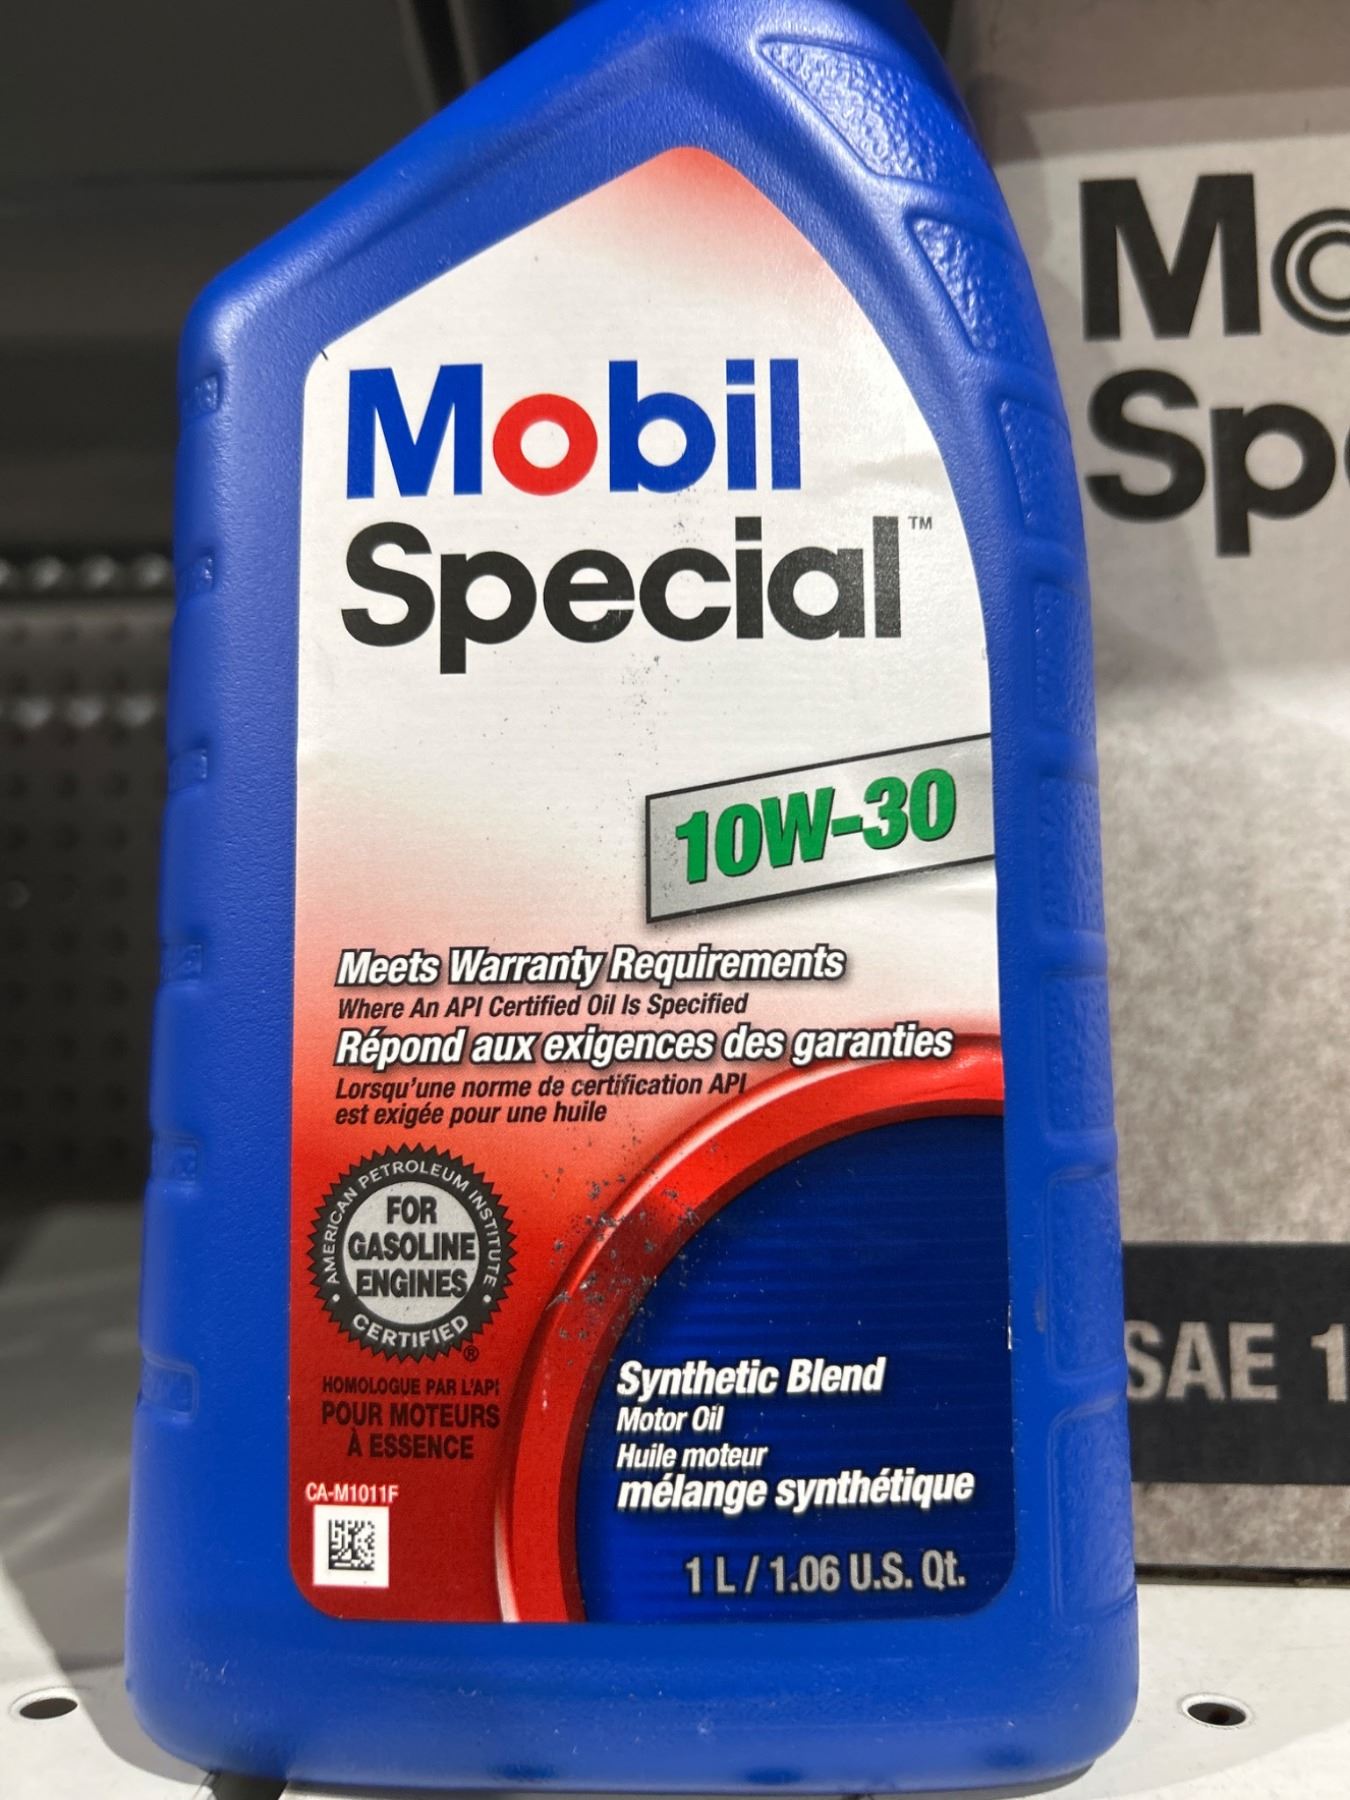 Mobil
Special™
10W-30
Meets Warranty Requirements
Where An API Certified Oil Is Specified
Répond aux exigences des garanties
Lorsqu'une norme de certification API
est exigée pour une huile
AMERICAN PETROLEUM INSTITUTE
FOR
GASOLINE
ENGINES
CERTIFIED
®
HOMOLOGUE PAR L'API
POUR MOTEURS
À ESSENCE
CA-M1011F
Synthetic Blend
Motor Oil
Huile moteur
mélange synthétique
1 L / 1.06 U.S. Qt.
Mo
Sp
SAE 1